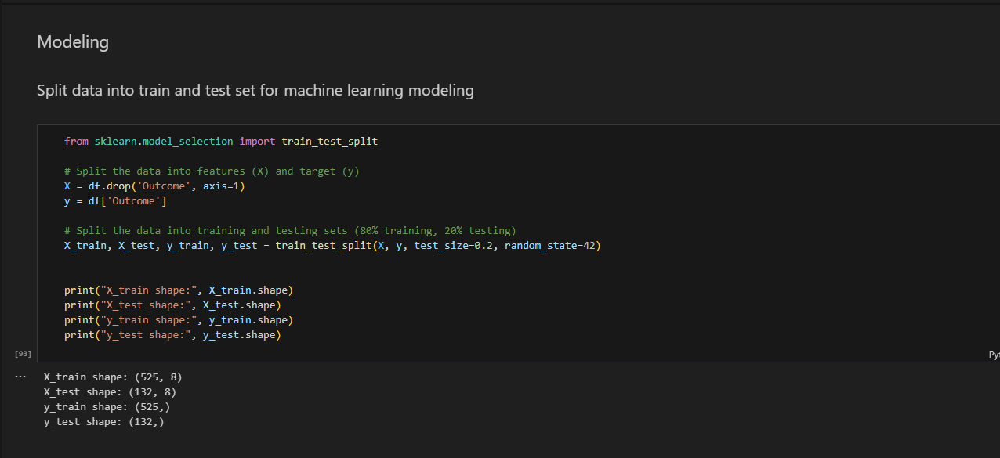 Modeling
Split data into train and test set for machine learning modeling
from sklearn.model_selection import train_test_split
# Split the data into features (X) and target (y)
X = df.drop('Outcome', axis=1)
y = df['Outcome']
# Split the data into training and testing sets (80% training, 20% testing)
X_train, X_test, y_train, y_test = train_test_split(X, y, test_size=0.2, random_state=42)
print("X_train shape:", X_train.shape)
print("X_test shape:", X_test.shape)
print("y_train shape:", y_train.shape)
print("y_test shape:", y_test.shape)
[93]
Pyt
...
X_train shape: (525, 8)
X_test shape: (132, 8)
y_train shape: (525,)
y_test shape: (132,)